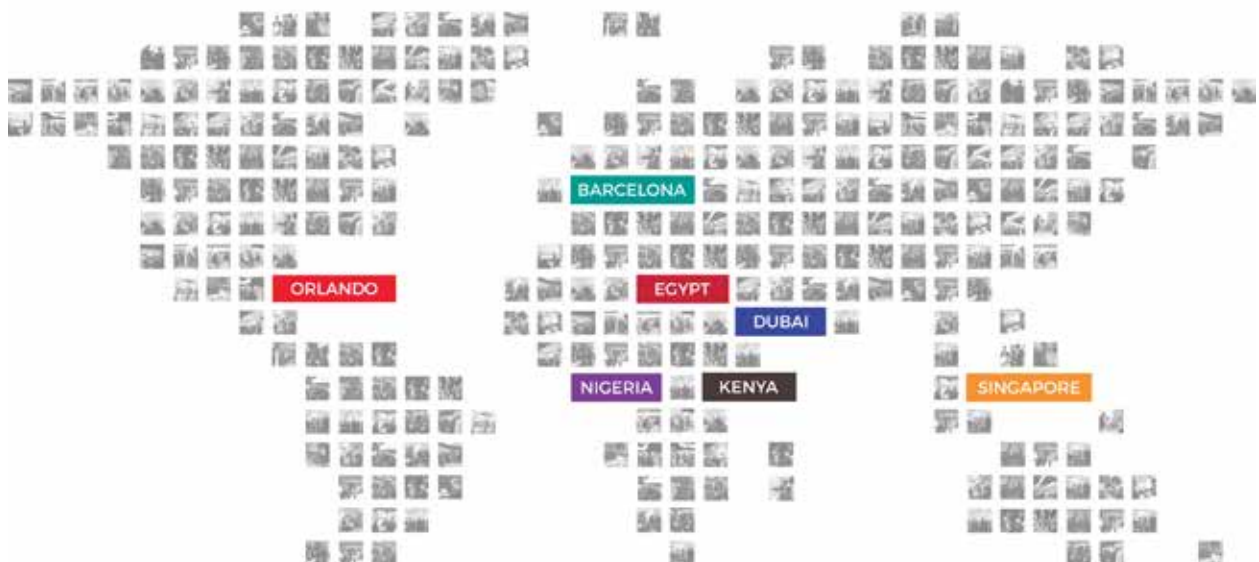 BARCELONA
ORLANDO
EGYPT
DUBAI
NIGERIA
KENYA
SINGAPORE